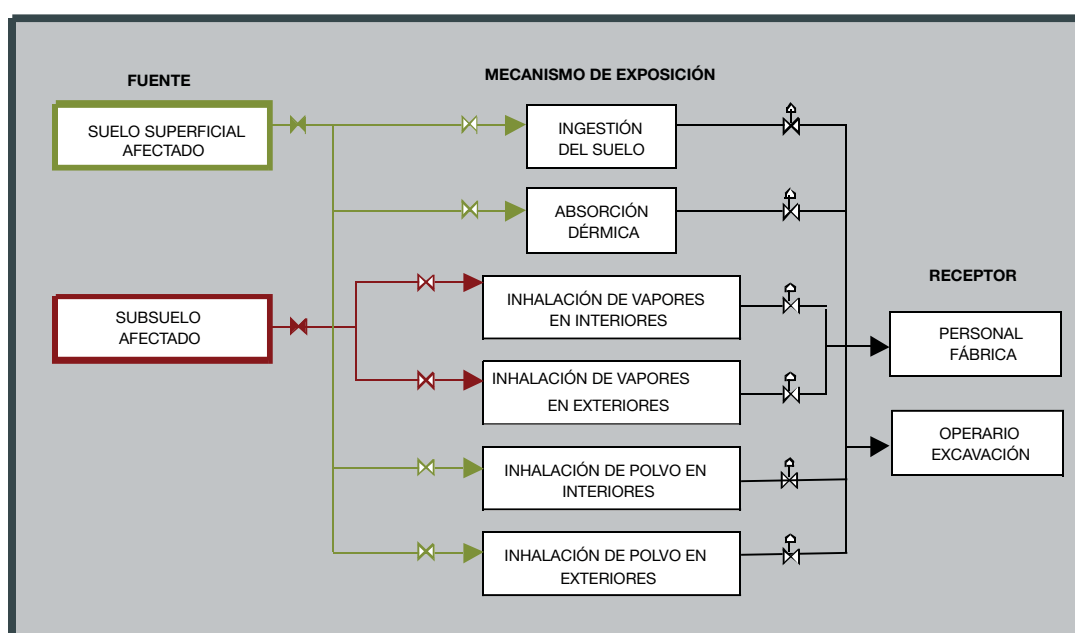 FUENTE
MECANISMO DE EXPOSICIÓN
SUELO SUPERFICIAL
AFECTADO
INGESTIÓN
DEL SUELO
ABSORCIÓN
DÉRMICA
RECEPTOR
SUBSUELO
AFECTADO
INHALACIÓN DE VAPORES
EN INTERIORES
PERSONAL
FÁBRICA
INHALACIÓN DE VAPORES
EN EXTERIORES
OPERARIO
EXCAVACIÓN
INHALACIÓN DE POLVO EN
INTERIORES
INHALACIÓN DE POLVO EN
EXTERIORES